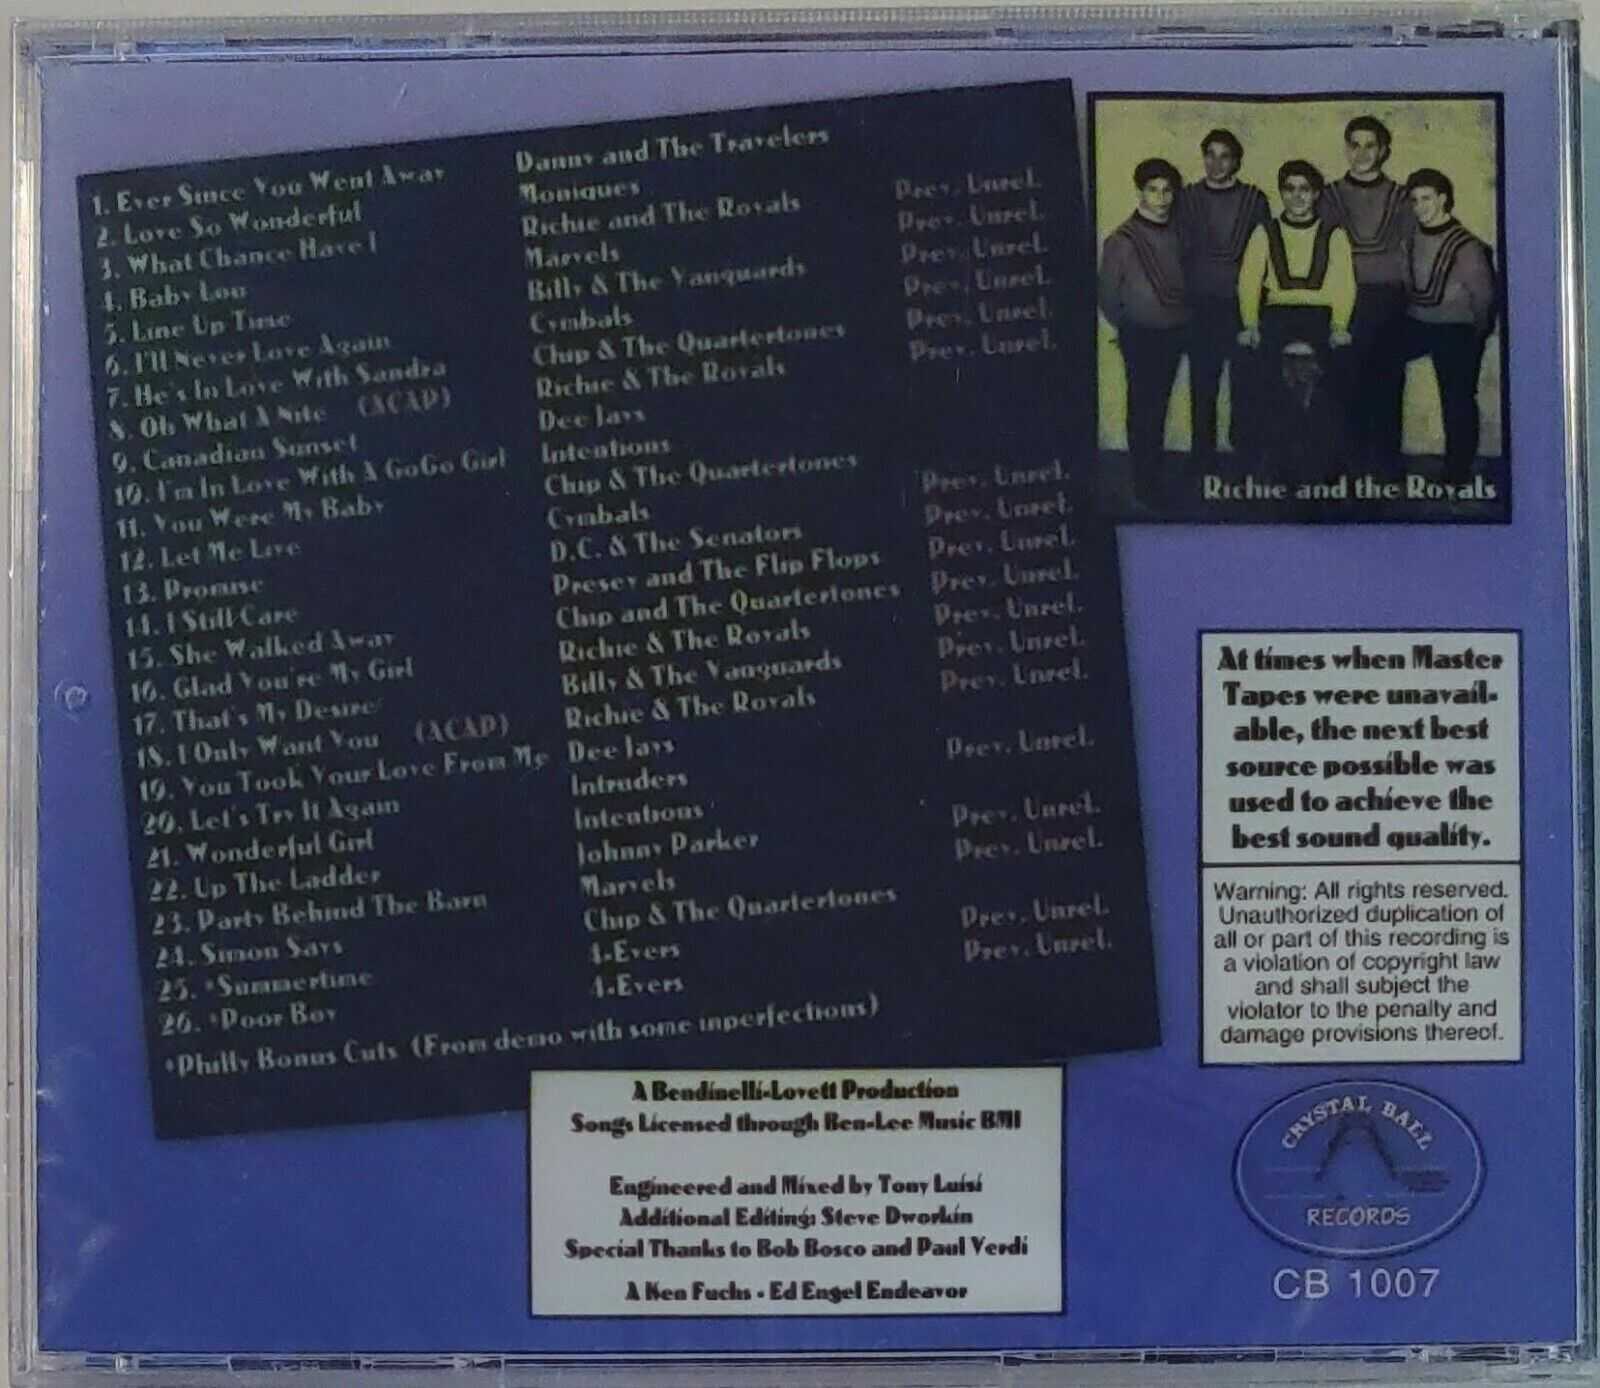 1. Ever Since You Went Away Danny and The Travelers
2. Love So Wonderful Moniques
3. What Chance Have I Richie and The Royals Prev. Unrel.
4. Baby Lou Marvels Prev. Unrel.
5. Line Up Time Billy & The Vanguards Prev. Unrel.
6. I'll Never Love Again Cymbals Prev. Unrel.
7. He's In Love With Sandra Chip & The Quartertones Prev. Unrel.
8. Oh What A Nite (ACAP) Richie & The Royals Prev. Unrel.
9. Canadian Sunset Dee Jays
10. I'm In Love With A GoGo Girl Intentions
11. You Were My Baby Chip & The Quartertones
12. Let Me Live Cymbals Prev. Unrel.
13. Promise D.C. & The Senators Prev. Unrel.
14. I Still Care Presey and The Flip Flops Prev. Unrel.
15. She Walked Away Chip and The Quartertones Prev. Unrel.
16. Glad You're My Girl Richie & The Royals Prev. Unrel.
17. That's My Desire Billy & The Vanguards Prev. Unrel.
18. I Only Want You (ACAP) Richie & The Royals Prev. Unrel.
19. You Took Your Love From Me Dee Jays
20. Let's Try It Again Intruders Prev. Unrel.
21. Wonderful Girl Intentions
22. Up The Ladder Johnny Parker Prev. Unrel.
23. Party Behind The Barn Marvels Prev. Unrel.
24. Simon Says Chip & The Quartertones
25. *Summertime 4-Evers Prev. Unrel.
26. *Poor Boy 4-Evers Prev. Unrel.
*Philly Bonus Cuts (From demo with some inperfections)
Richie and the Royals
At times when Master
Tapes were unavail-
able, the next best
source possible was
used to achieve the
best sound quality.
Warning: All rights reserved.
Unauthorized duplication of
all or part of this recording is
a violation of copyright law
and shall subject the
violator to the penalty and
damage provisions thereof.
A Bendinelli-Lovett Production
Songs Licensed through Ben-Lee Music BMI
Engineered and Mixed by Tony Luisi
Additional Editing: Steve Dworkin
Special Thanks to Bob Bosco and Paul Verdi
A Ken Fuchs - Ed Engel Endeavor
CRYSTAL BALL
RECORDS
CB 1007